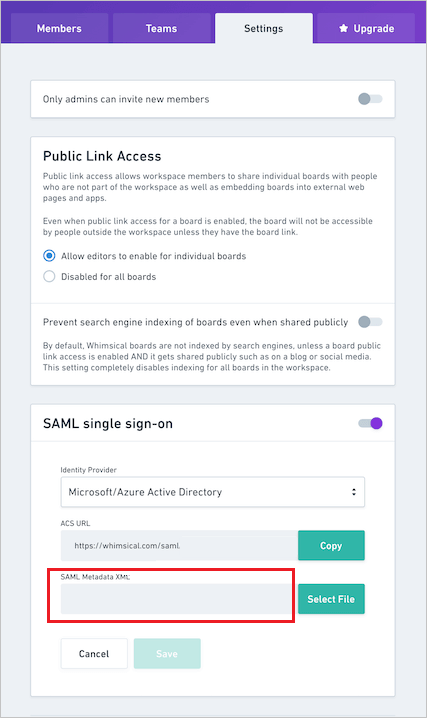 Members
Teams
Settings
Upgrade
Only admins can invite new members
Public Link Access
Public link access allows workspace members to share individual boards with people
who are not part of the workspace as well as embedding boards into external web
pages and apps.
Even when public link access for a board is enabled, the board will not be accessible
by people outside the workspace unless they have the board link.
Allow editors to enable for individual boards
Disabled for all boards
Prevent search engine indexing of boards even when shared publicly
By default, Whimsical boards are not indexed by search engines, unless a board public
link access is enabled AND it gets shared publicly such as on a blog or social media.
This setting completely disables indexing for all boards in the workspace.
SAML single sign-on
Identity Provider
Microsoft/Azure Active Directory
ACS URL
https://whimsical.com/saml
Copy
SAML Metadata XML
Select File
Cancel
Save